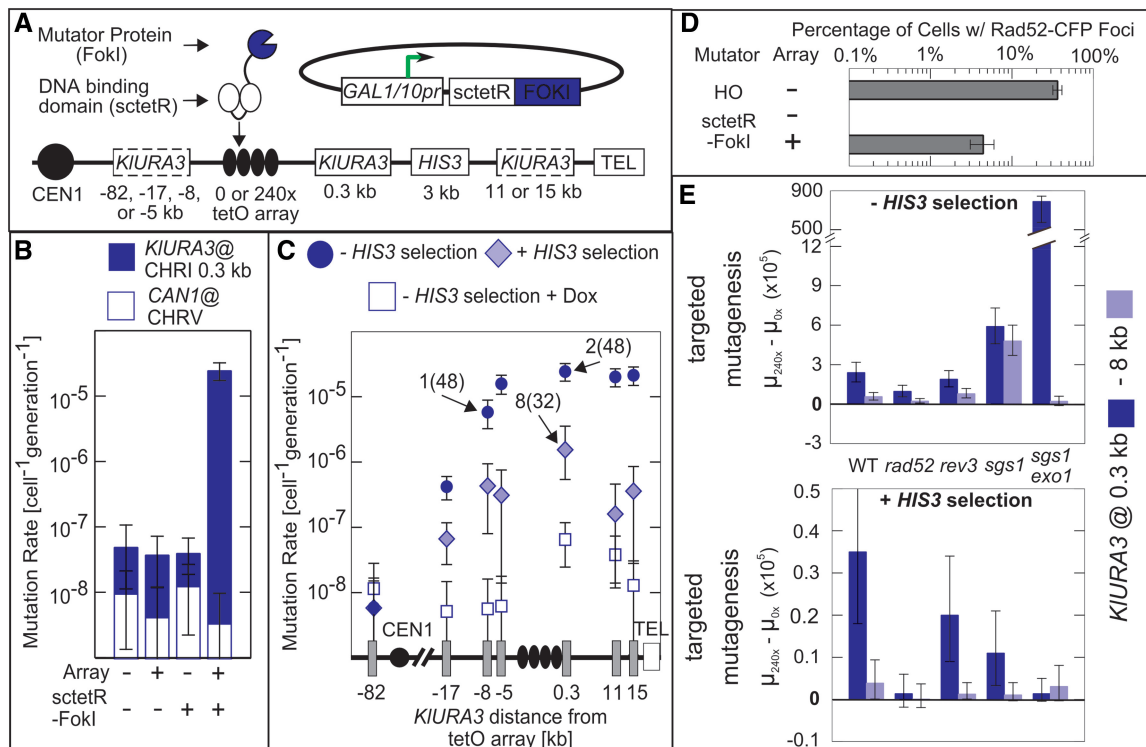 A
Mutator Protein
(FokI)
DNA binding
domain (sctetR)
GAL1/10pr
sctetR
FOKI
KlURA3
KlURA3
HIS3
KlURA3
TEL
CEN1
-82, -17, -8,
or -5 kb
0 or 240x
tetO array
0.3 kb
3 kb
11 or 15 kb
B
KlURA3@
CHRI 0.3 kb
CAN1@
CHRV
Mutation Rate [cell-1generation-1]
10-5
10-6
10-7
10-8
Array - + - +
sctetR
-FokI - - + +
C
- HIS3 selection
+ HIS3 selection
- HIS3 selection + Dox
Mutation Rate [cell-1generation-1]
10-5
10-6
10-7
10-8
1(48)
2(48)
8(32)
CEN1
TEL
-82 -17 -8 -5 0.3 11 15
KlURA3 distance from
tetO array [kb]
D
Percentage of Cells w/ Rad52-CFP Foci
Mutator Array 0.1% 1% 10% 100%
HO -
sctetR -
-FokI +
E
- HIS3 selection
targeted
mutagenesis
μ240x - μ0x (x10⁵)
900
500
12
9
6
3
0
-3
WT rad52 rev3 sgs1 sgs1
exo1
+ HIS3 selection
targeted
mutagenesis
μ240x - μ0x (x10⁵)
0.5
0.4
0.3
0.2
0.1
0
-0.1
KlURA3 @ 0.3 kb - 8 kb